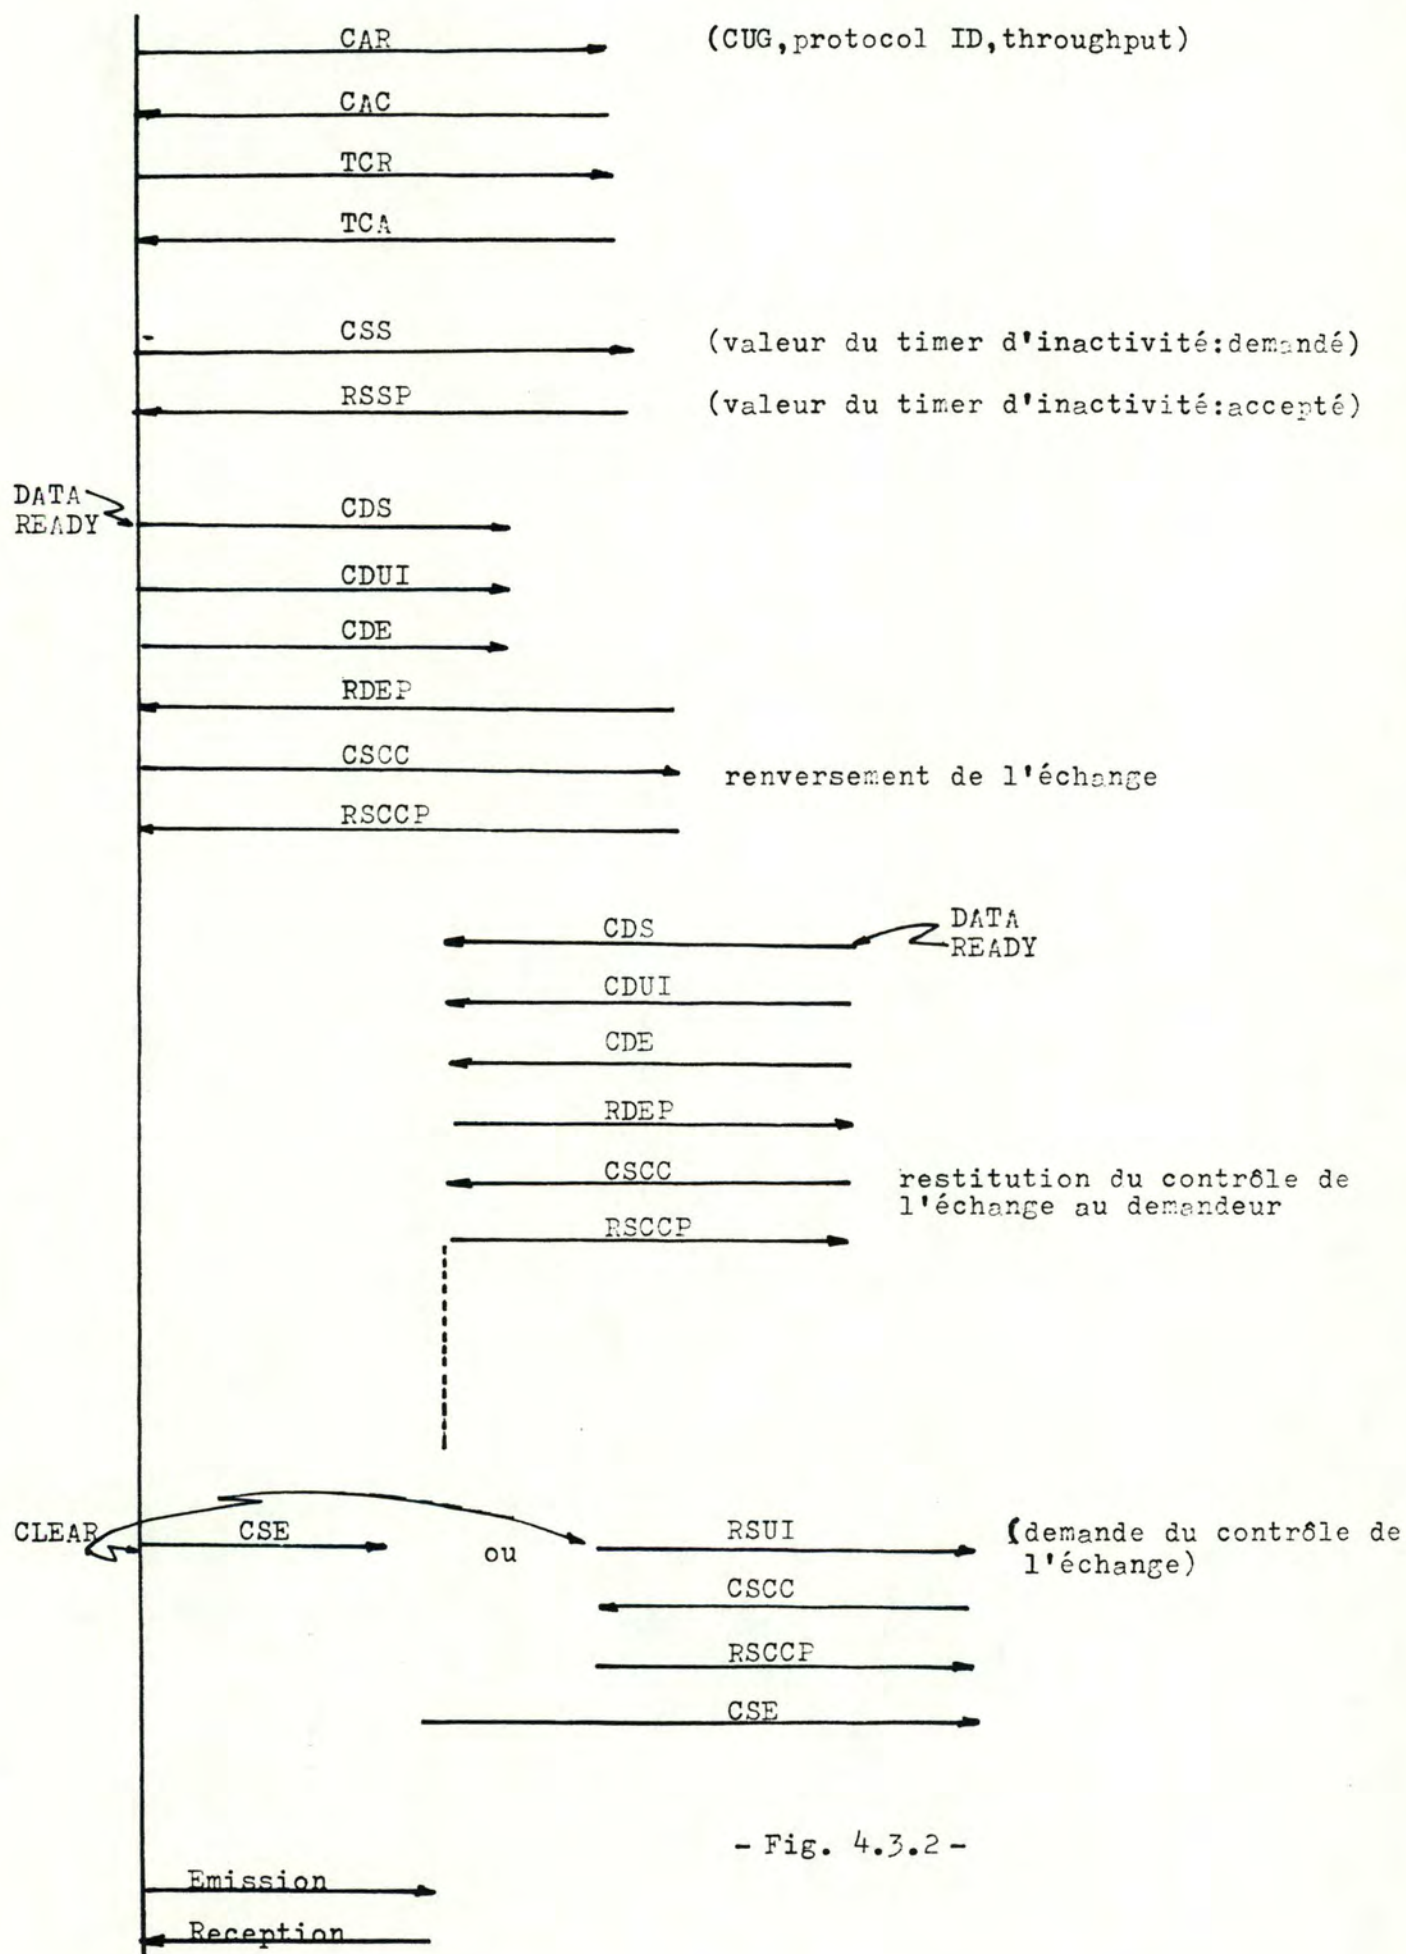 CAR (CUG,protocol ID,throughput)
CAC
TCR
TCA
CSS (valeur du timer d'inactivité:demandé)
RSSP (valeur du timer d'inactivité:accepté)
DATA
READY
CDS
CDUI
CDE
RDEP
CSCC
renversement de l'échange
RSCCP
CDS
DATA
READY
CDUI
CDE
RDEP
CSCC
restitution du contrôle de
l'échange au demandeur
RSCCP
CLEAR
CSE
ou
RSUI
(demande du contrôle de
l'échange)
CSCC
RSCCP
CSE
- Fig. 4.3.2 -
Emission
Reception